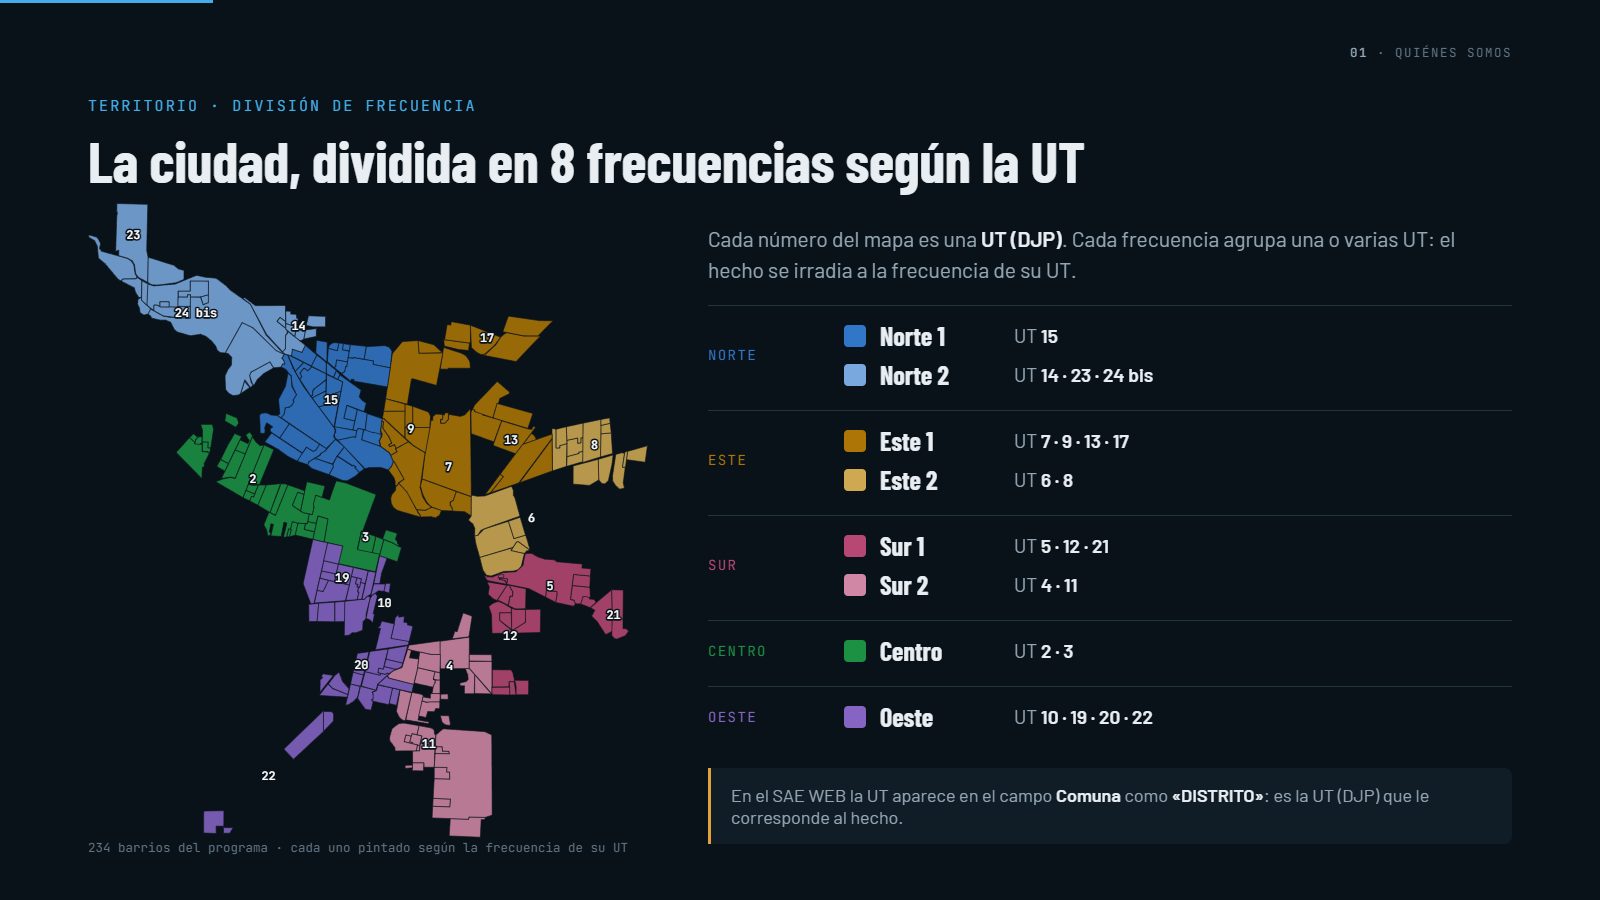 01 · QUIÉNES SOMOS
TERRITORIO · DIVISIÓN DE FRECUENCIA
La ciudad, dividida en 8 frecuencias según la UT
23
24 bis
14
17
15
9
7
13
8
2
3
6
19
10
5
21
12
20
4
11
22
234 barrios del programa · cada uno pintado según la frecuencia de su UT
Cada número del mapa es una UT (DJP). Cada frecuencia agrupa una o varias UT: el
hecho se irradia a la frecuencia de su UT.
NORTE
Norte 1 UT 15
Norte 2 UT 14 · 23 · 24 bis
ESTE
Este 1 UT 7 · 9 · 13 · 17
Este 2 UT 6 · 8
SUR
Sur 1 UT 5 · 12 · 21
Sur 2 UT 4 · 11
CENTRO
Centro UT 2 · 3
OESTE
Oeste UT 10 · 19 · 20 · 22
En el SAE WEB la UT aparece en el campo Comuna como «DISTRITO»: es la UT (DJP) que le
corresponde al hecho.